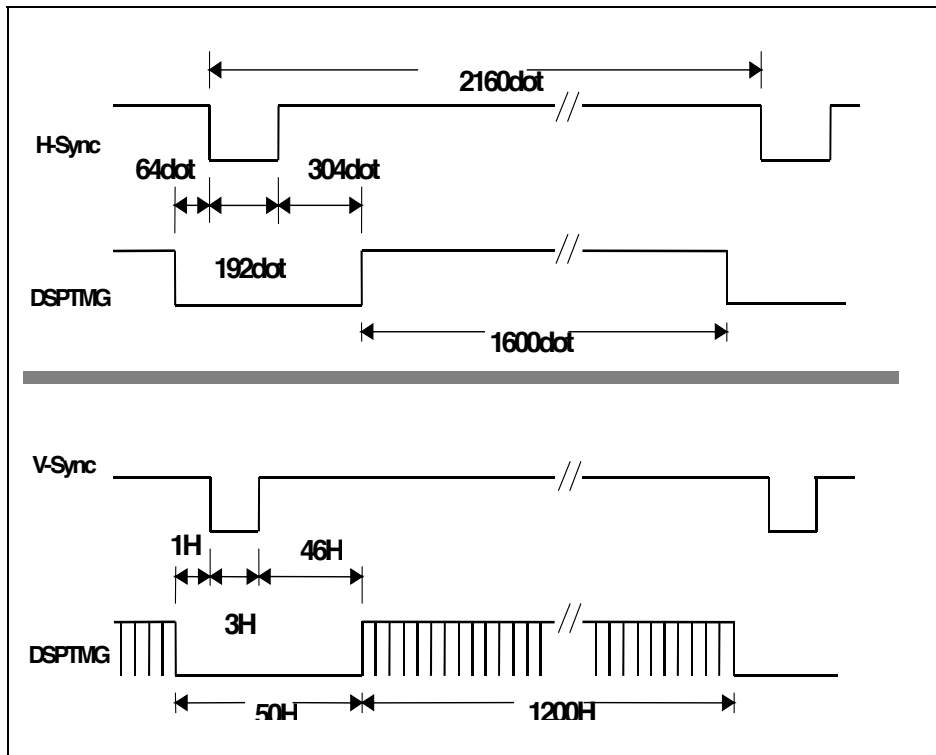 2160dot
H-Sync
64dot
304dot
192dot
DSPTMG
1600dot
V-Sync
1H
46H
3H
DSPTMG
50H
1200H